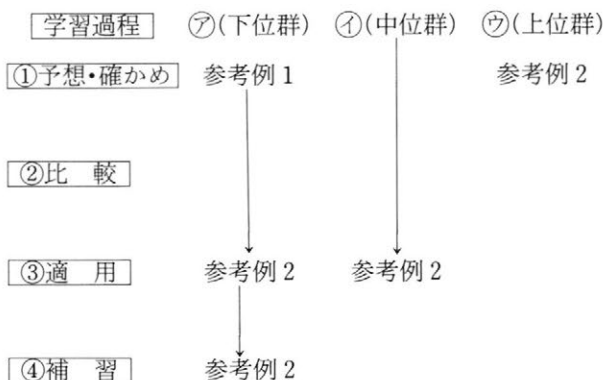 学習過程 ㋐(下位群) ㋑(中位群) ㋒(上位群)
①予想・確かめ 参考例1 参考例2
②比 較
③適 用 参考例2 参考例2
④補 習 参考例2